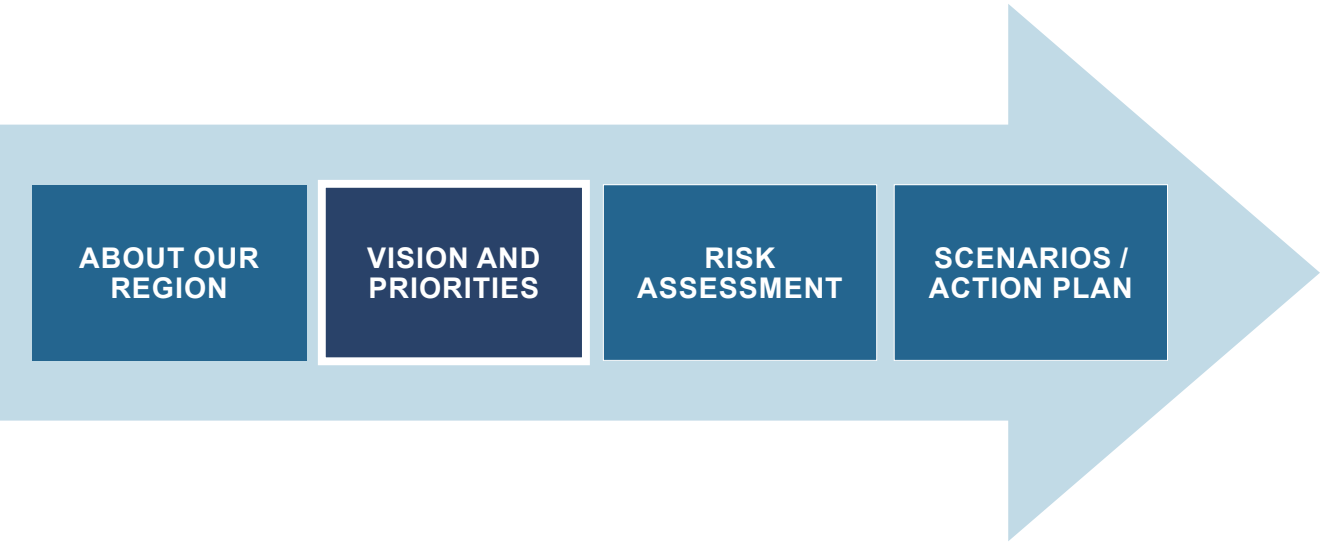 ABOUT OUR
REGION
VISION AND
PRIORITIES
RISK
ASSESSMENT
SCENARIOS /
ACTION PLAN